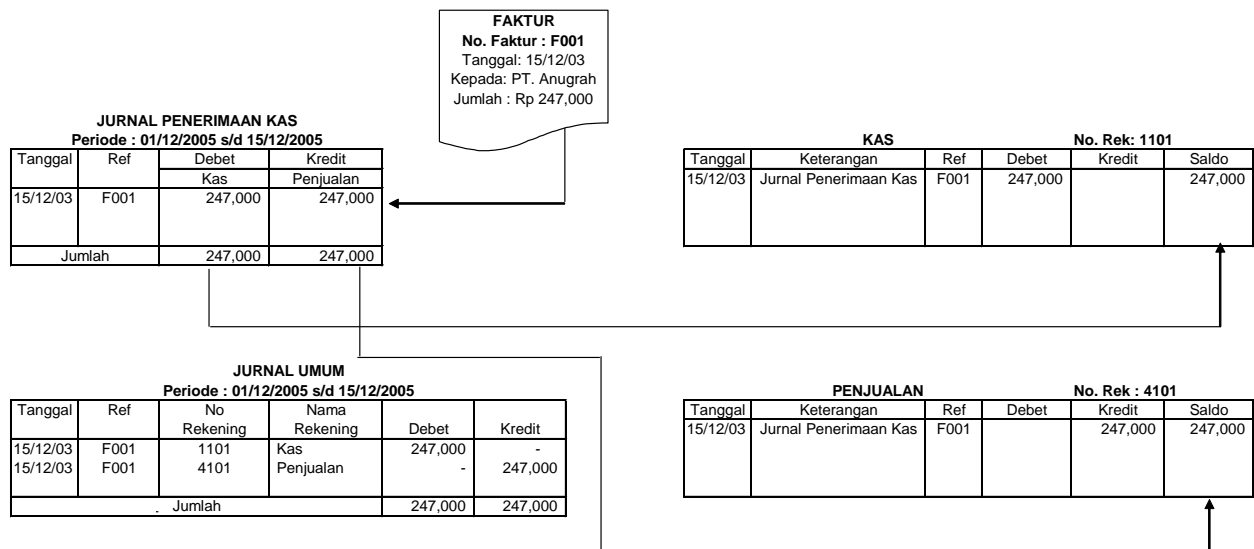 FAKTUR
No. Faktur : F001
Tanggal: 15/12/03
Kepada: PT. Anugrah
Jumlah : Rp 247,000
JURNAL PENERIMAAN KAS
Periode : 01/12/2005 s/d 15/12/2005
Tanggal Ref Debet Kredit
Kas Penjualan
15/12/03 F001 247,000 247,000
Jumlah 247,000 247,000
KAS No. Rek: 1101
Tanggal Keterangan Ref Debet Kredit Saldo
15/12/03 Jurnal Penerimaan Kas F001 247,000 247,000
JURNAL UMUM
Periode : 01/12/2005 s/d 15/12/2005
Tanggal Ref No Nama
Rekening Rekening Debet Kredit
15/12/03 F001 1101 Kas 247,000 -
15/12/03 F001 4101 Penjualan - 247,000
. Jumlah 247,000 247,000
PENJUALAN No. Rek : 4101
Tanggal Keterangan Ref Debet Kredit Saldo
15/12/03 Jurnal Penerimaan Kas F001 247,000 247,000